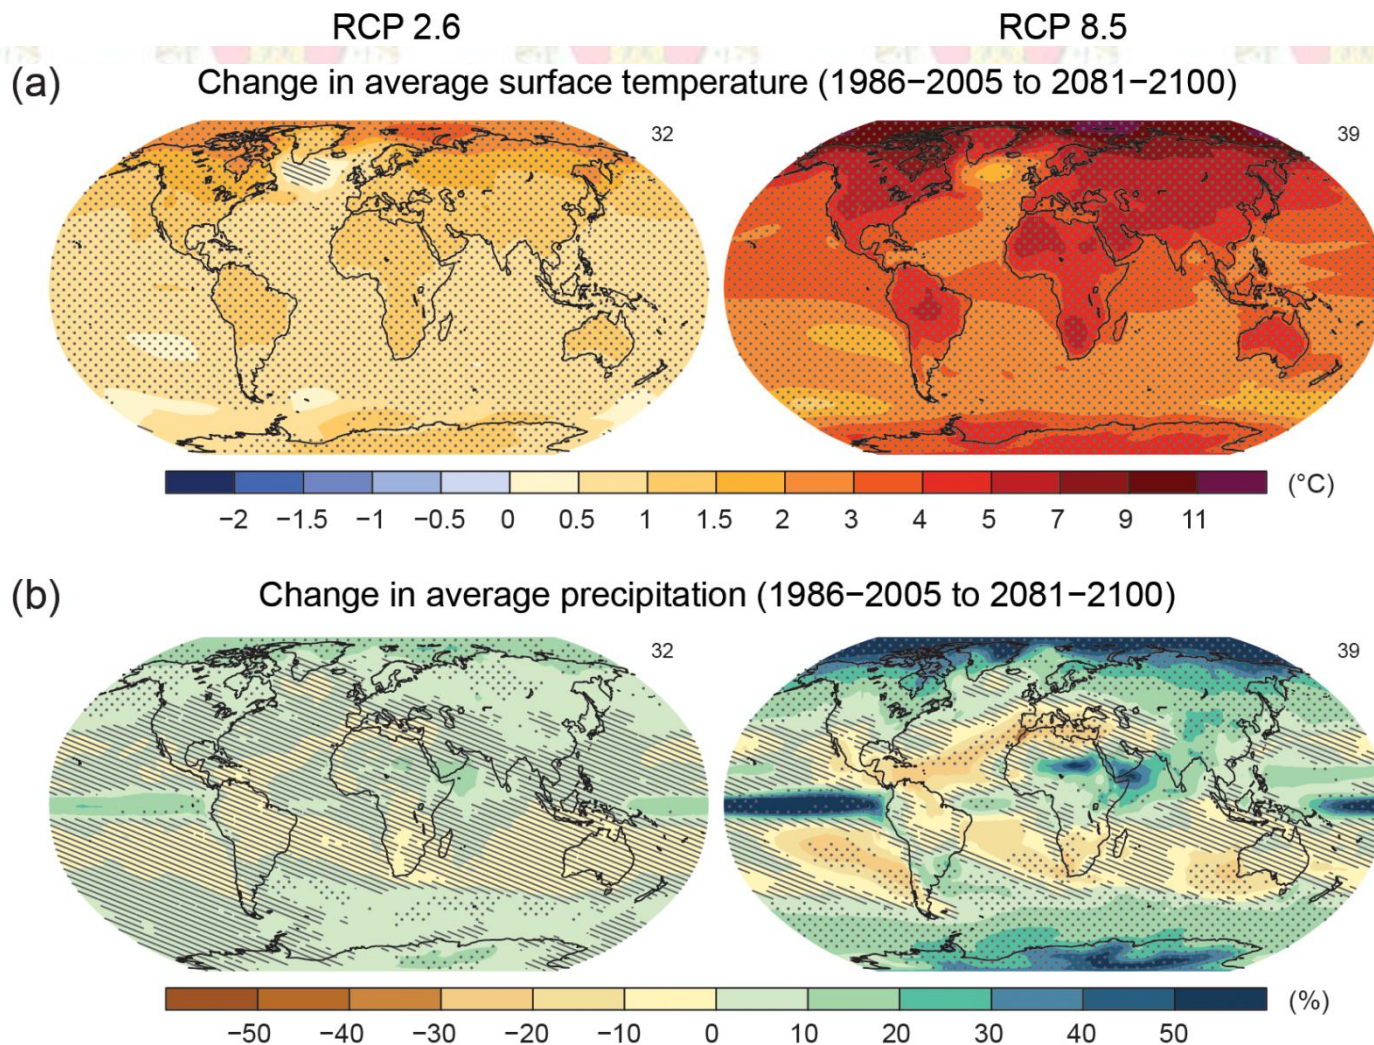 RCP 2.6
RCP 8.5
(a)
Change in average surface temperature (1986−2005 to 2081−2100)
32
39
(°C)
−2 −1.5 −1 −0.5 0 0.5 1 1.5 2 3 4 5 7 9 11
(b)
Change in average precipitation (1986−2005 to 2081−2100)
32
39
(%)
−50 −40 −30 −20 −10 0 10 20 30 40 50